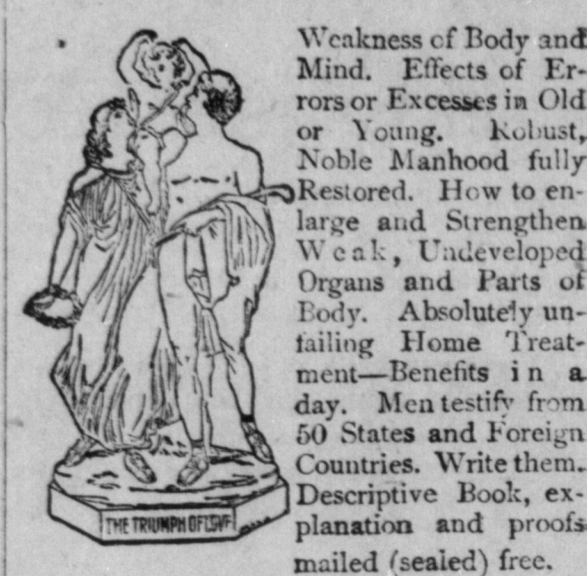 Weakness of Body and
Mind. Effects of Er-
rors or Excesses in Old
or Young. Robust,
Noble Manhood fully
Restored. How to en-
large and Strengthen
Weak, Undeveloped
Organs and Parts of
Body. Absolutely un-
failing Home Treat-
ment—Benefits in a
day. Men testify from
50 States and Foreign
Countries. Write them.
Descriptive Book, ex-
planation and proofs
mailed (sealed) free.
THE TRIUMPH OF LOVE